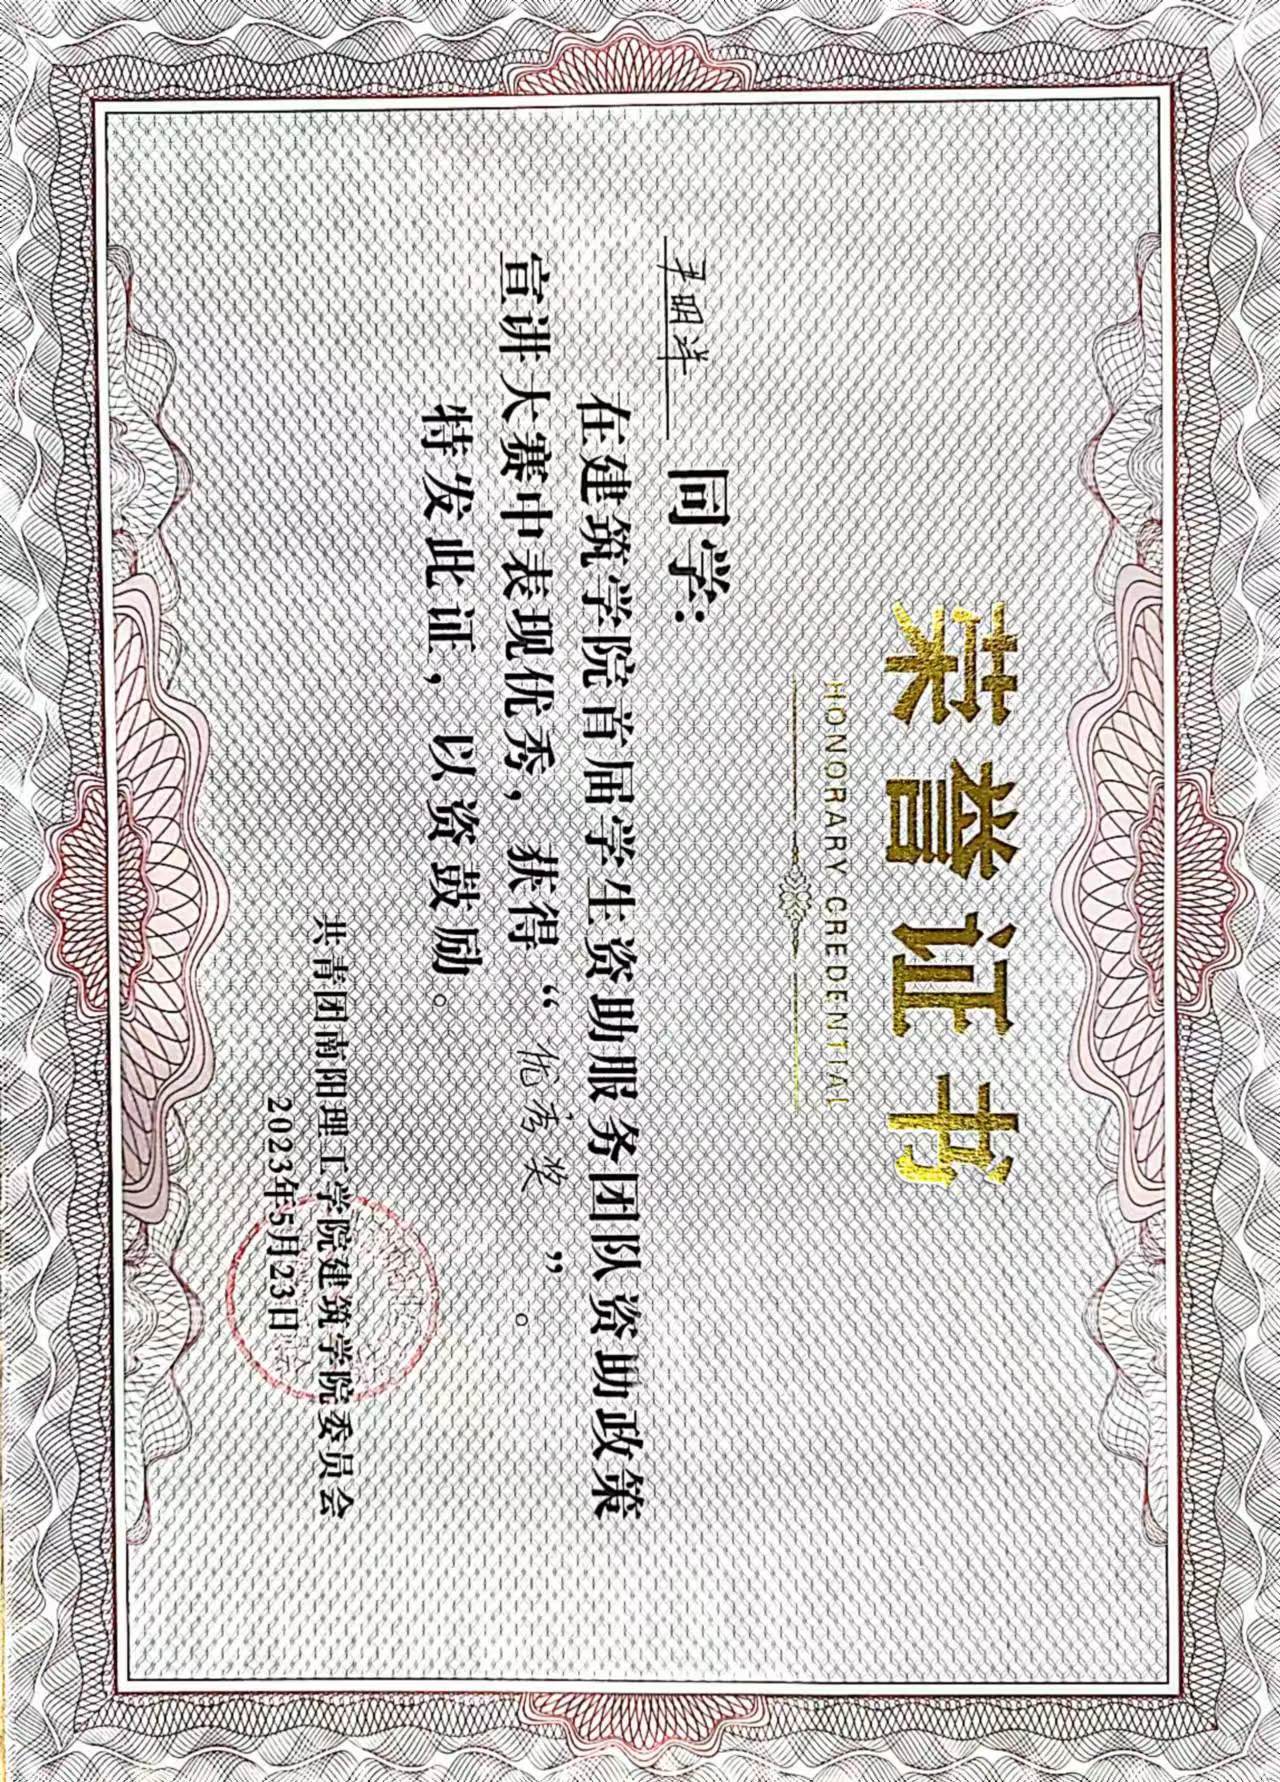 荣誉证书
HONORARY CREDENTIAL
尹明洋 同学：
在建筑学院首届学生资助服务团队资助政策
宣讲大赛中表现优秀，获得“优秀奖”。
特发此证，以资鼓励。
共青团南阳理工学院建筑学院委员会
2023年5月23日